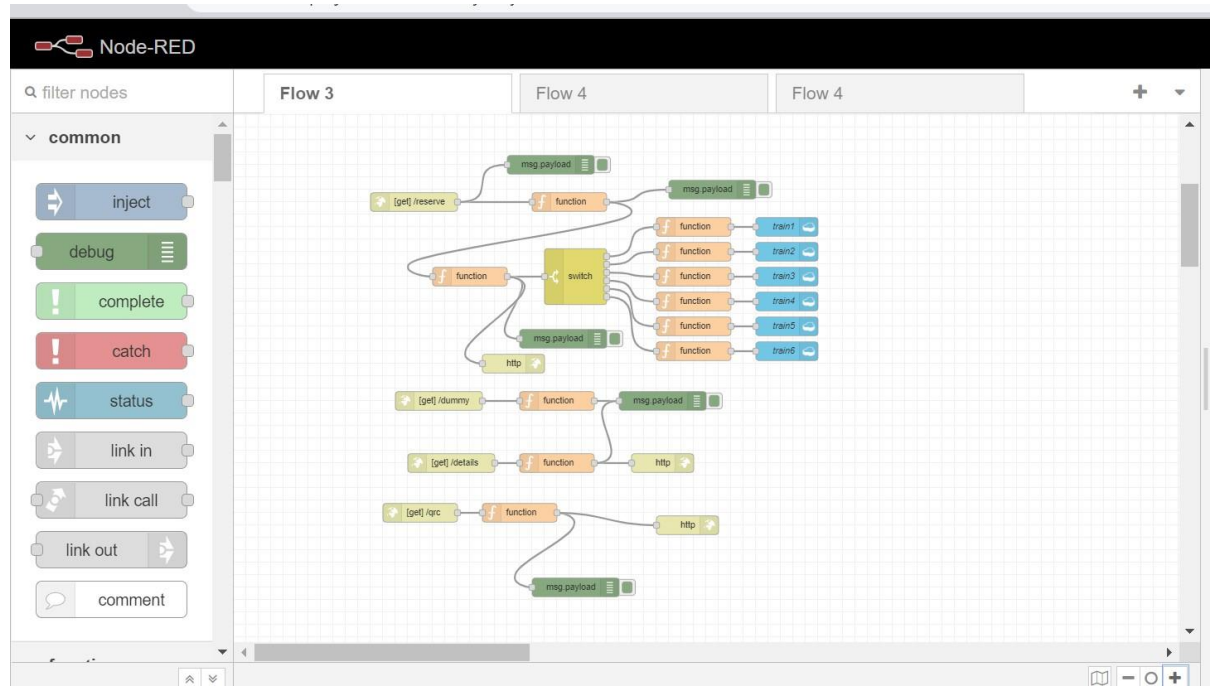 Node-RED
filter nodes
Flow 3
Flow 4
Flow 4
common
inject
debug
complete
catch
status
link in
link call
link out
comment
msg.payload
[get] /reserve
function
msg.payload
function
train1
function
train2
function
switch
function
train3
function
train4
msg.payload
function
train5
http
function
train6
[get] /dummy
function
msg.payload
[get] /details
function
http
[get] /qrc
function
http
msg.payload